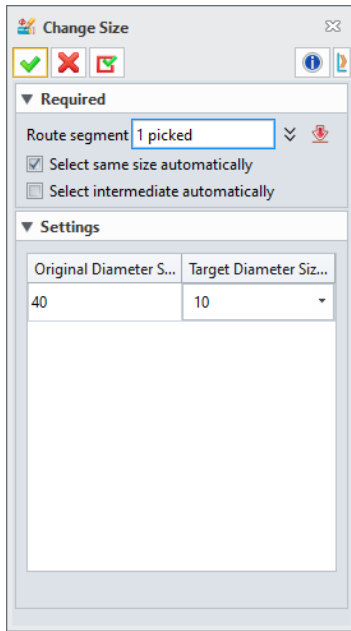 Change Size
Required
Route segment 1 picked
Select same size automatically
Select intermediate automatically
Settings
Original Diameter S... Target Diameter Siz...
40 10